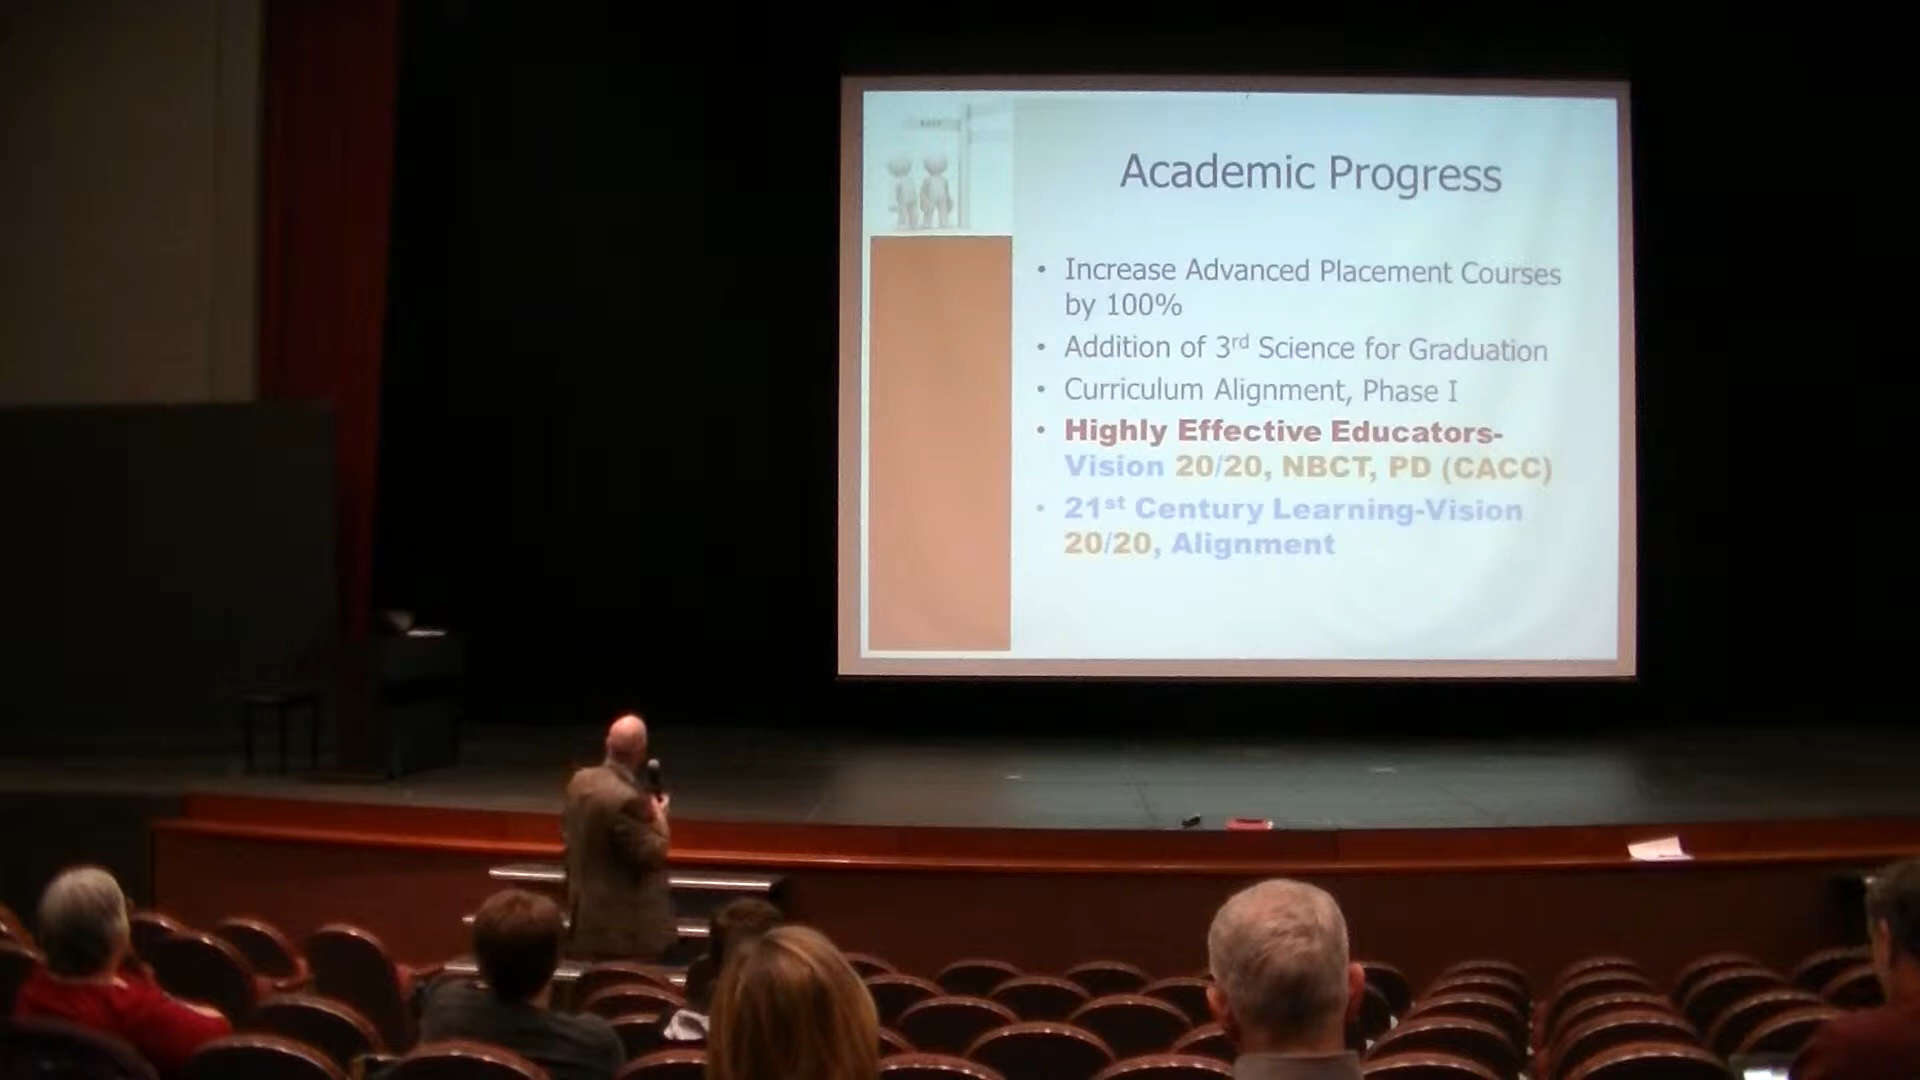 Academic Progress
• Increase Advanced Placement Courses
by 100%
• Addition of 3rd Science for Graduation
• Curriculum Alignment, Phase I
• Highly Effective Educators-
Vision 20/20, NBCT, PD (CACC)
• 21st Century Learning-Vision
20/20, Alignment